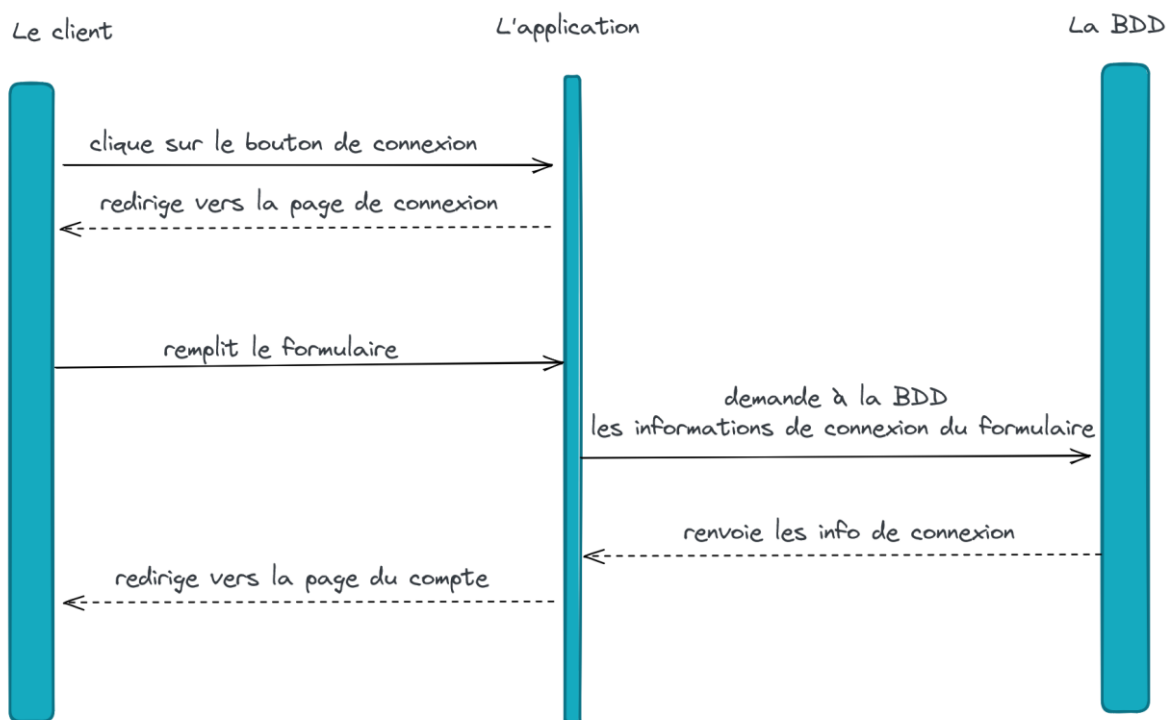 Le client
L'application
La BDD
clique sur le bouton de connexion
redirige vers la page de connexion
remplit le formulaire
demande à la BDD
les informations de connexion du formulaire
renvoie les info de connexion
redirige vers la page du compte